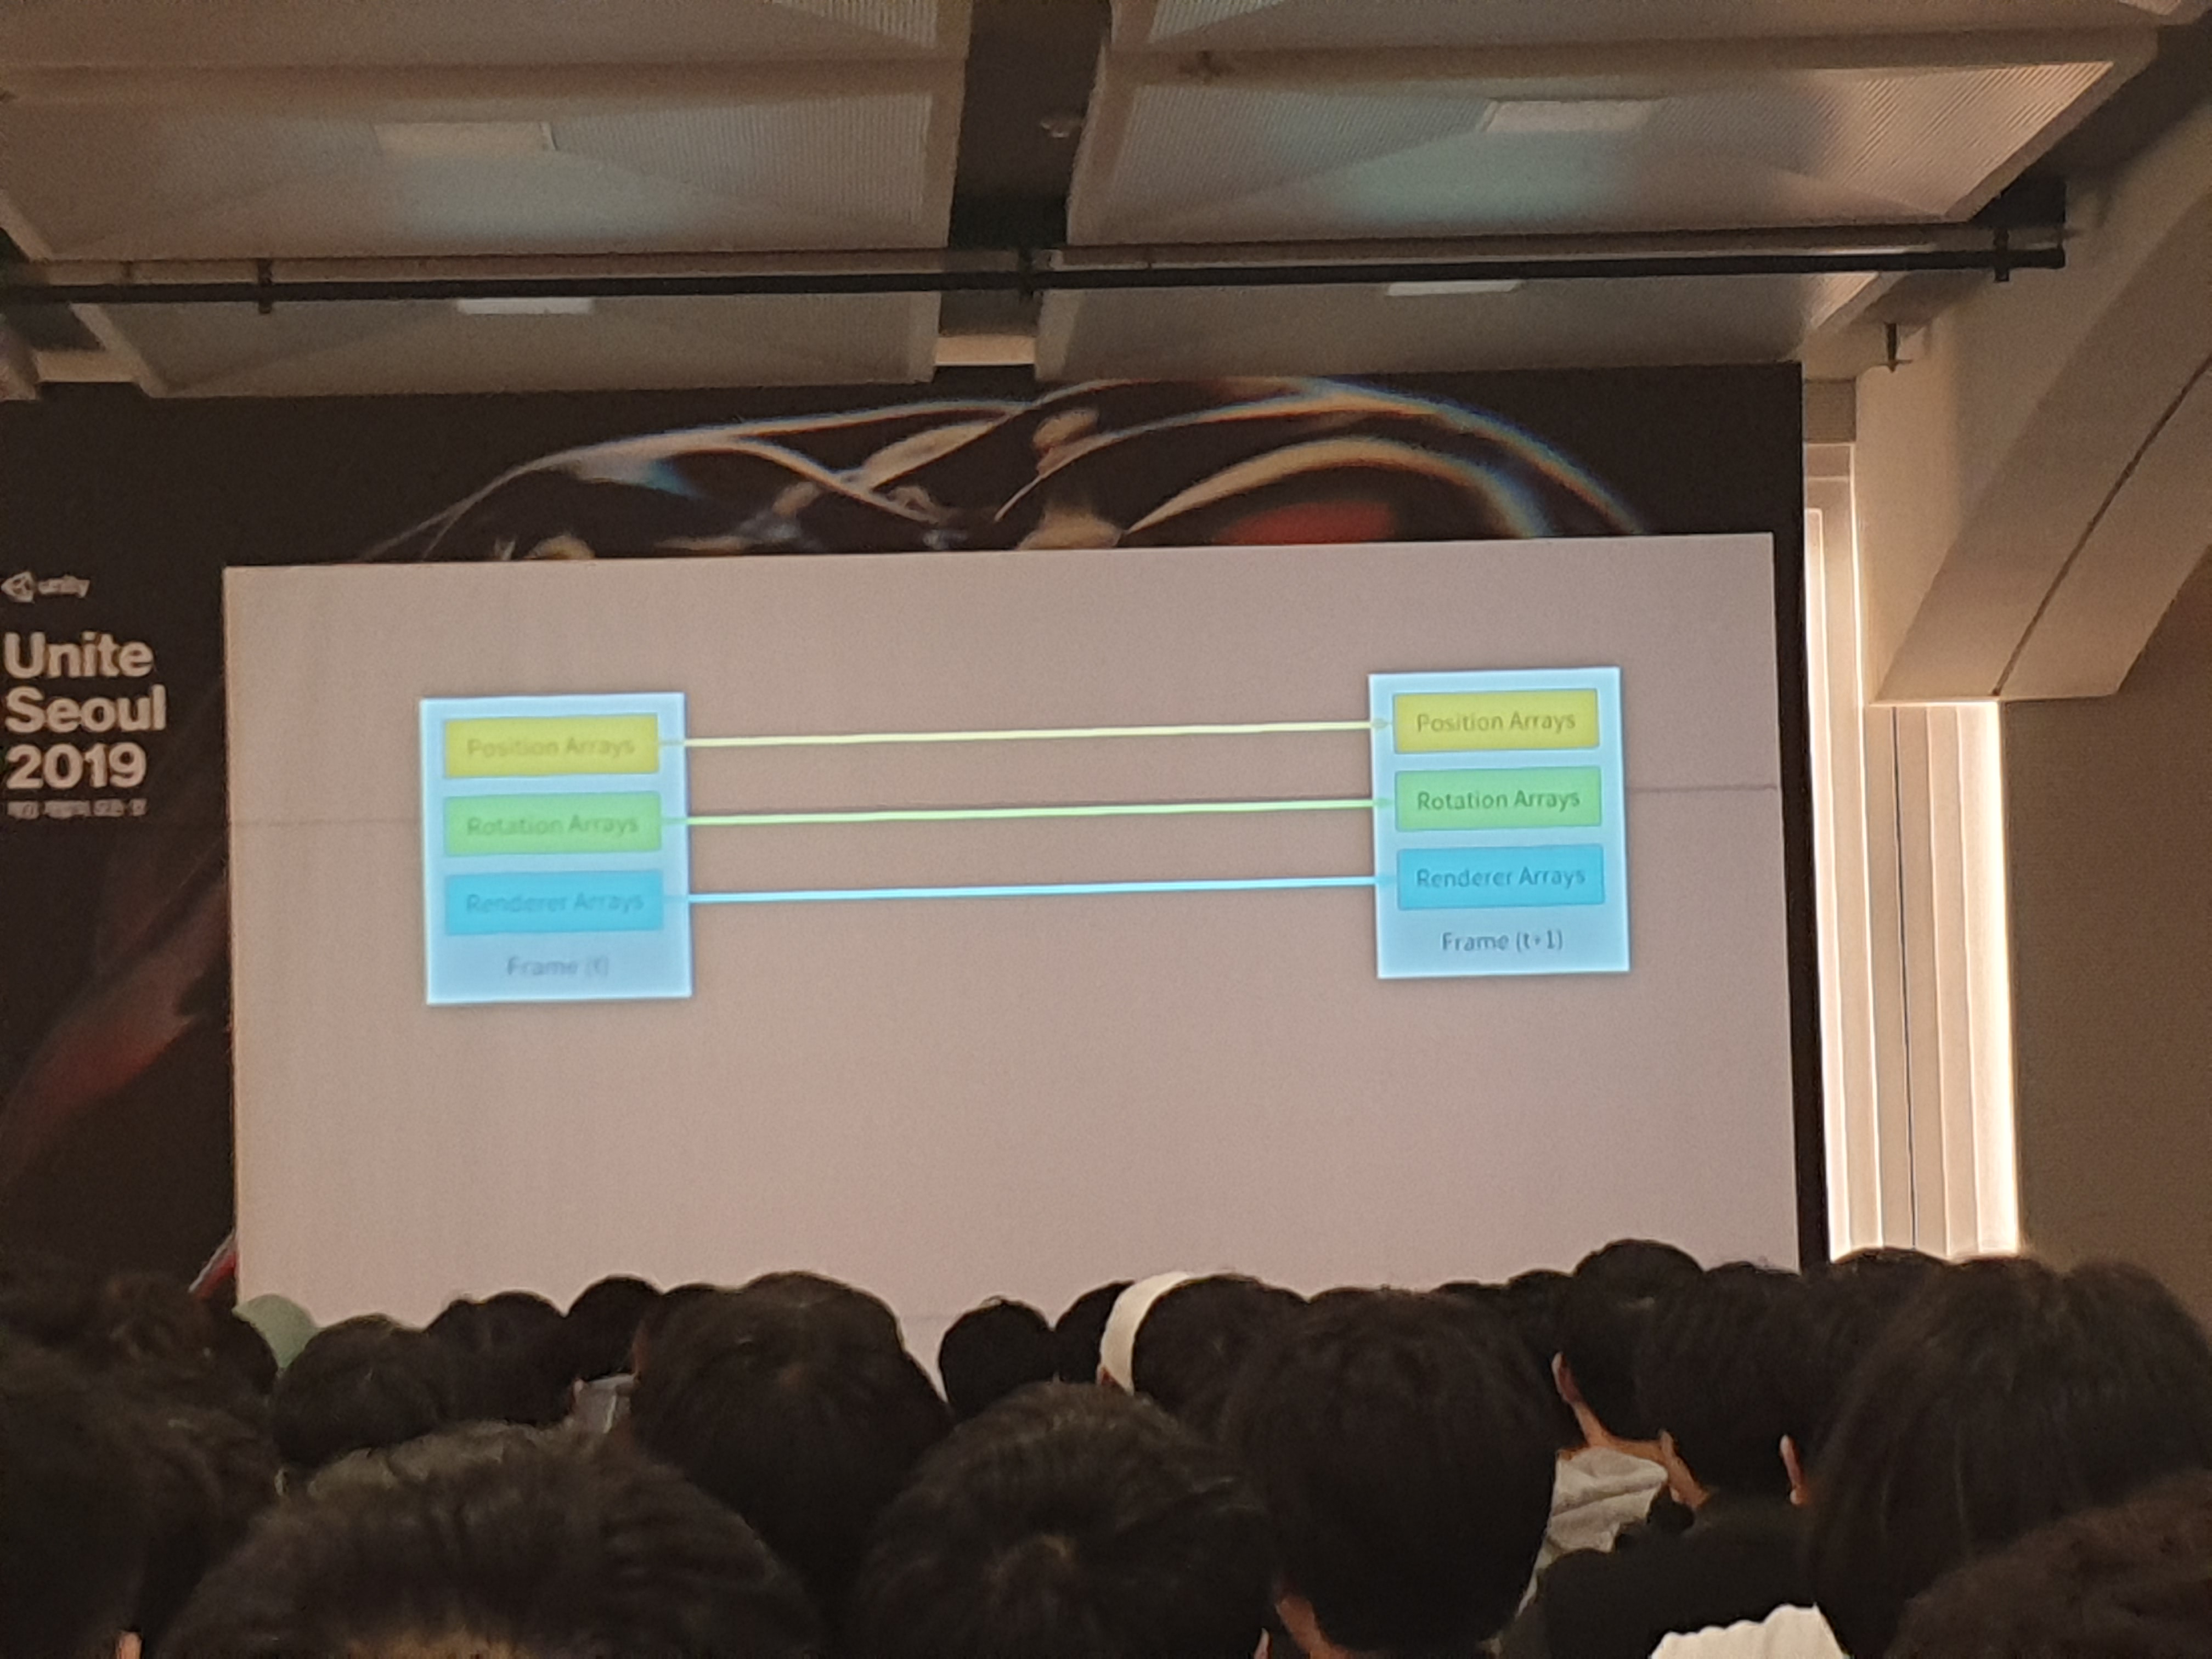 unity
Unite
Seoul
2019
Position Arrays
Rotation Arrays
Renderer Arrays
Frame (t)
Position Arrays
Rotation Arrays
Renderer Arrays
Frame (t+1)